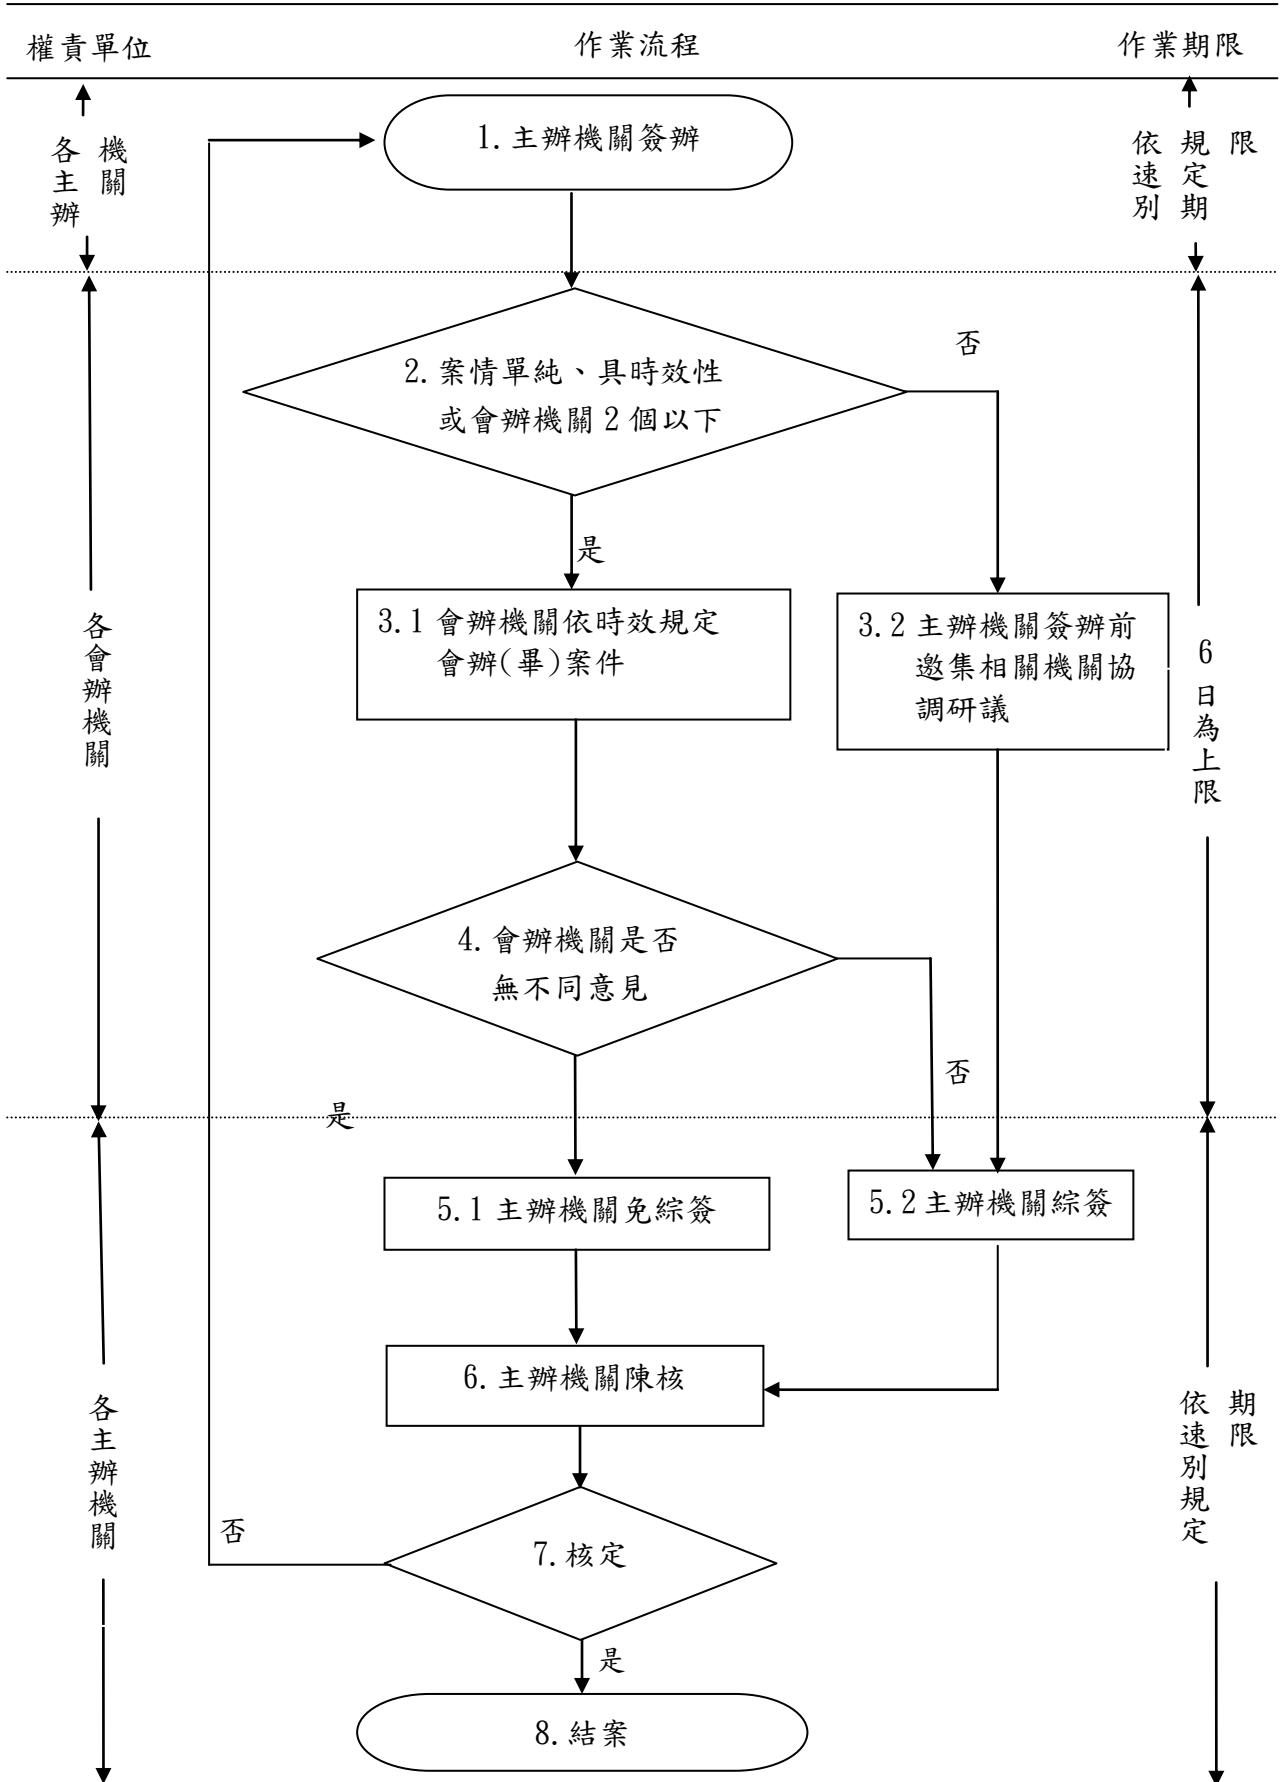 權責單位
作業流程
作業期限
各主辦
機關
1.主辦機關簽辦
依速別
規定期
限
2.案情單純、具時效性
或會辦機關2個以下
否
是
各會辦機關
3.1 會辦機關依時效規定
會辦(畢)案件
3.2 主辦機關簽辦前
邀集相關機關協
調研議
6日為上限
4.會辦機關是否
無不同意見
否
是
5.1 主辦機關免綜簽
5.2 主辦機關綜簽
6.主辦機關陳核
各主辦機關
依速別規定
期限
否
7.核定
是
8.結案